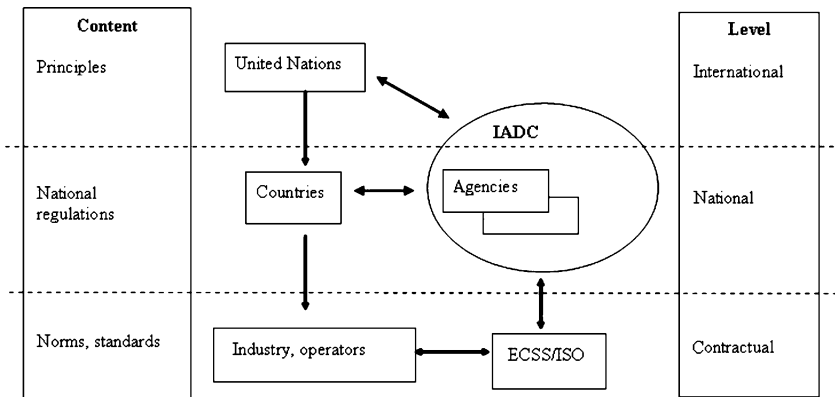 Content
Level
Principles
United Nations
International
IADC
National
regulations
Countries
Agencies
National
Norms, standards
Industry, operators
ECSS/ISO
Contractual